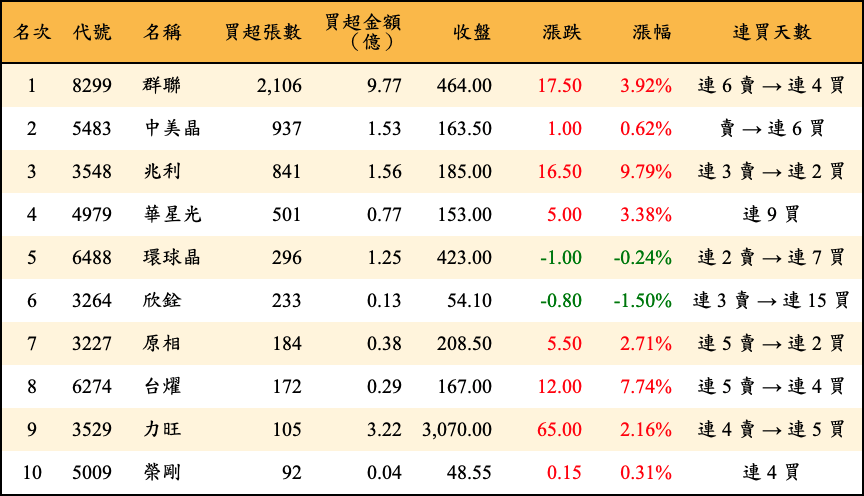 名次 代號 名稱 買超張數 買超金額（億） 收盤 漲跌 漲幅 連買天數
1 8299 群聯 2,106 9.77 464.00 17.50 3.92% 連 6 賣 → 連 4 買
2 5483 中美晶 937 1.53 163.50 1.00 0.62% 賣 → 連 6 買
3 3548 兆利 841 1.56 185.00 16.50 9.79% 連 3 賣 → 連 2 買
4 4979 華星光 501 0.77 153.00 5.00 3.38% 連 9 買
5 6488 環球晶 296 1.25 423.00 -1.00 -0.24% 連 2 賣 → 連 7 買
6 3264 欣銓 233 0.13 54.10 -0.80 -1.50% 連 3 賣 → 連 15 買
7 3227 原相 184 0.38 208.50 5.50 2.71% 連 5 賣 → 連 2 買
8 6274 台燿 172 0.29 167.00 12.00 7.74% 連 5 賣 → 連 4 買
9 3529 力旺 105 3.22 3,070.00 65.00 2.16% 連 4 賣 → 連 5 買
10 5009 榮剛 92 0.04 48.55 0.15 0.31% 連 4 買